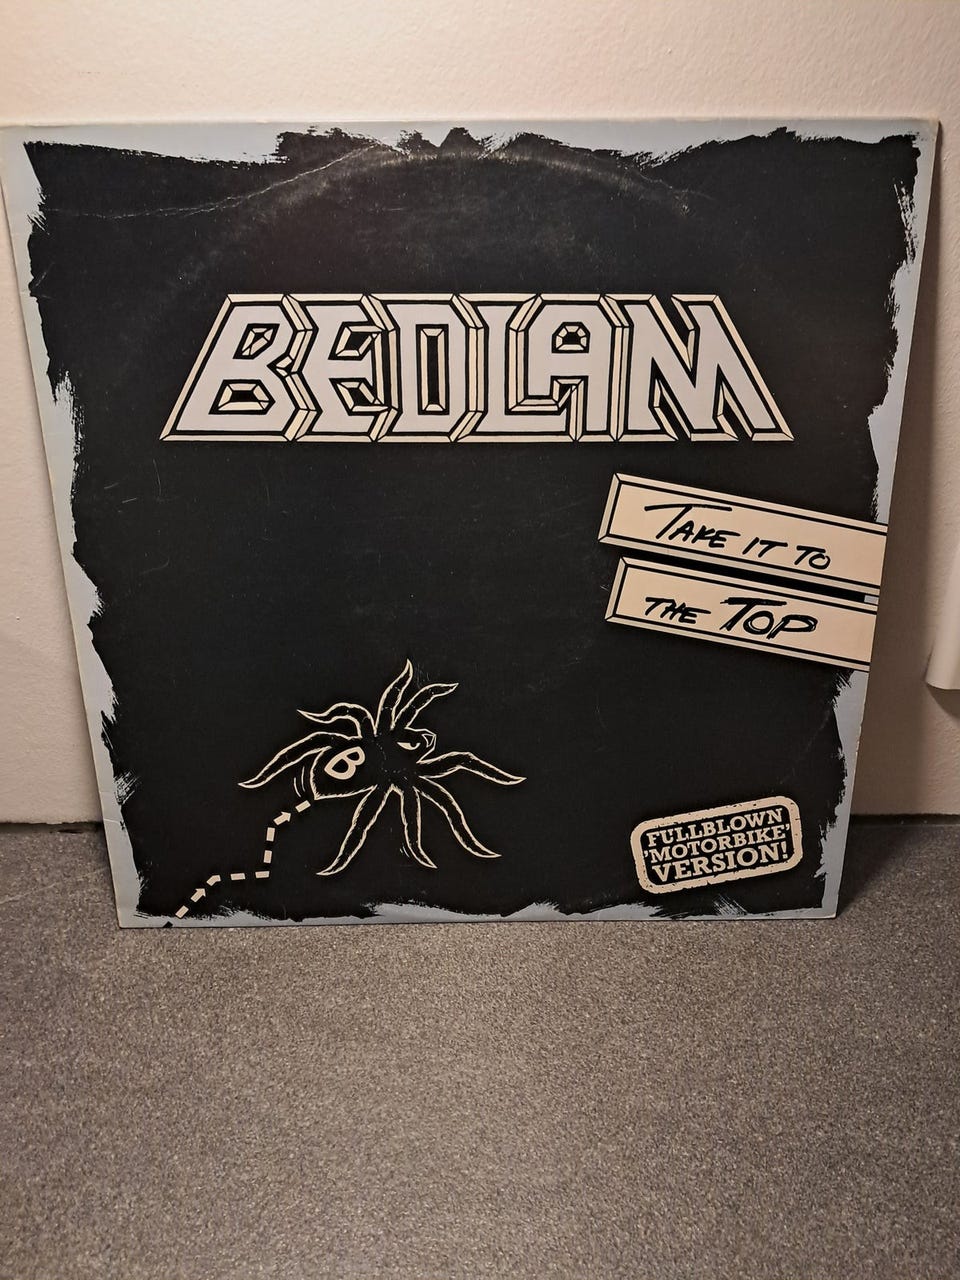 BEDLAM
TAKE IT TO
THE TOP
B
FULLBLOWN
'MOTORBIKE'
VERSION!